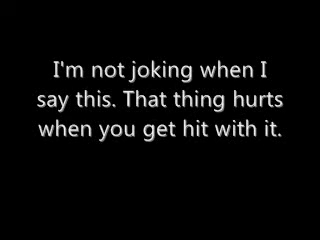 I'm not joking when I
say this. That thing hurts
when you get hit with it.